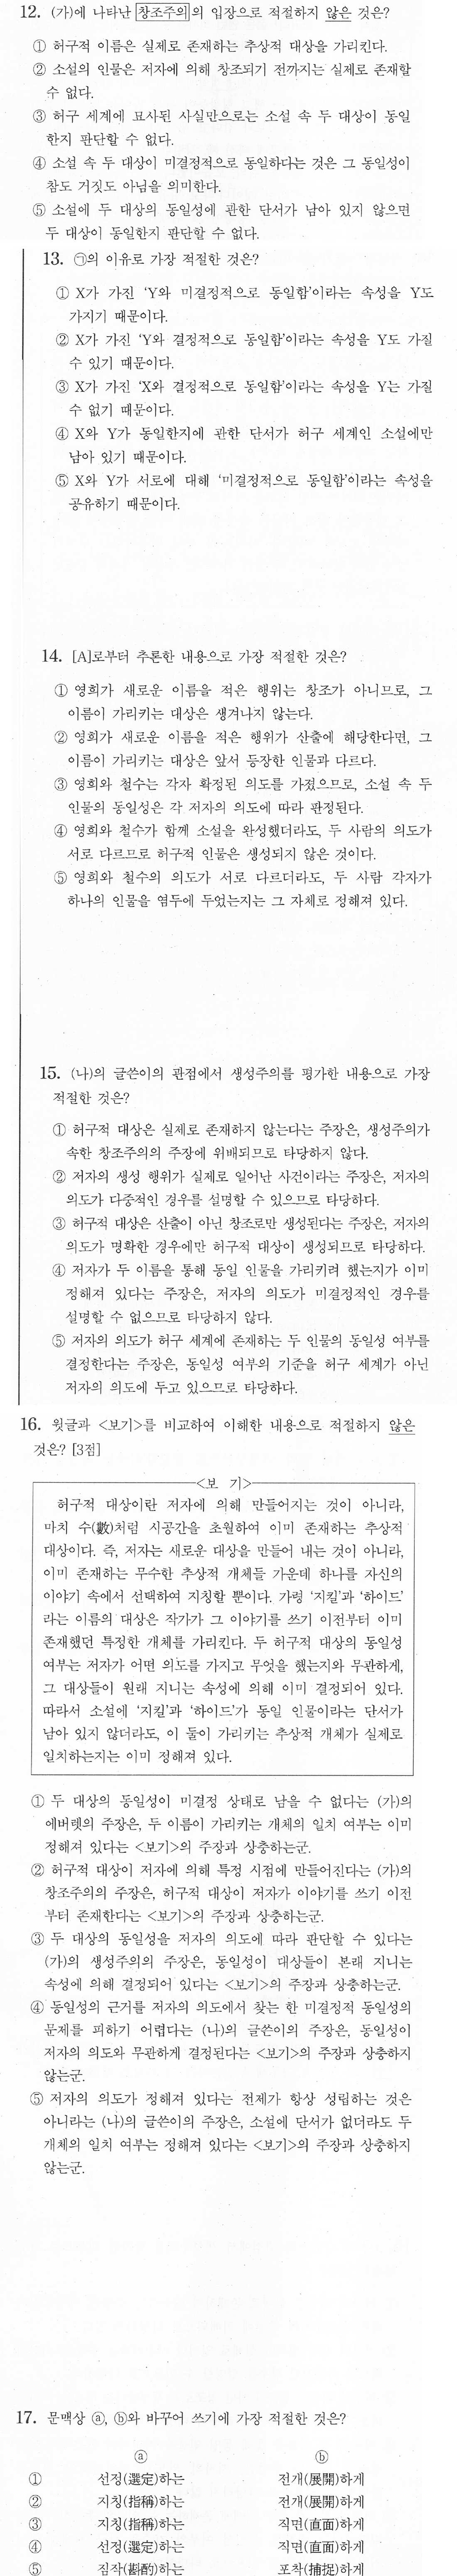 12. (가)에 나타난 창조주의의 입장으로 적절하지 않은 것은?
① 허구적 이름은 실제로 존재하는 추상적 대상을 가리킨다.
② 소설의 인물은 저자에 의해 창조되기 전까지는 실제로 존재할
수 없다.
③ 허구 세계에 묘사된 사실만으로는 소설 속 두 대상이 동일
한지 판단할 수 없다.
④ 소설 속 두 대상이 미결정적으로 동일하다는 것은 그 동일성이
참도 거짓도 아님을 의미한다.
⑤ 소설에 두 대상의 동일성에 관한 단서가 남아 있지 않으면
두 대상이 동일한지 판단할 수 없다.
13. ㉠의 이유로 가장 적절한 것은?
① X가 가진 ‘Y와 미결정적으로 동일함’이라는 속성을 Y도
가지기 때문이다.
② X가 가진 ‘Y와 결정적으로 동일함’이라는 속성을 Y도 가질
수 있기 때문이다.
③ X가 가진 ‘X와 결정적으로 동일함’이라는 속성을 Y는 가질
수 없기 때문이다.
④ X와 Y가 동일한지에 관한 단서가 허구 세계인 소설에만
남아 있기 때문이다.
⑤ X와 Y가 서로에 대해 ‘미결정적으로 동일함’이라는 속성을
공유하기 때문이다.
14. [A]로부터 추론한 내용으로 가장 적절한 것은?
① 영희가 새로운 이름을 적은 행위는 창조가 아니므로, 그
이름이 가리키는 대상은 생겨나지 않는다.
② 영희가 새로운 이름을 적은 행위가 산출에 해당한다면, 그
이름이 가리키는 대상은 앞서 등장한 인물과 다르다.
③ 영희와 철수는 각자 확정된 의도를 가졌으므로, 소설 속 두
인물의 동일성은 각 저자의 의도에 따라 판정된다.
④ 영희와 철수가 함께 소설을 완성했더라도, 두 사람의 의도가
서로 다르므로 허구적 인물은 생성되지 않은 것이다.
⑤ 영희와 철수의 의도가 서로 다르더라도, 두 사람 각자가
하나의 인물을 염두에 두었는지는 그 자체로 정해져 있다.
15. (나)의 글쓴이의 관점에서 생성주의를 평가한 내용으로 가장
적절한 것은?
① 허구적 대상은 실제로 존재하지 않는다는 주장은, 생성주의가
속한 창조주의의 주장에 위배되므로 타당하지 않다.
② 저자의 생성 행위가 실제로 일어난 사건이라는 주장은, 저자의
의도가 다중적인 경우를 설명할 수 있으므로 타당하다.
③ 허구적 대상은 산출이 아닌 창조로만 생성된다는 주장은, 저자의
의도가 명확한 경우에만 허구적 대상이 생성되므로 타당하다.
④ 저자가 두 이름을 통해 동일 인물을 가리키려 했는지가 이미
정해져 있다는 주장은, 저자의 의도가 미결정적인 경우를
설명할 수 없으므로 타당하지 않다.
⑤ 저자의 의도가 허구 세계에 존재하는 두 인물의 동일성 여부를
결정한다는 주장은, 동일성 여부의 기준을 허구 세계가 아닌
저자의 의도에 두고 있으므로 타당하다.
16. 윗글과 <보기>를 비교하여 이해한 내용으로 적절하지 않은
것은? [3점]
<보 기>
허구적 대상이란 저자에 의해 만들어지는 것이 아니라,
마치 수(數)처럼 시공간을 초월하여 이미 존재하는 추상적
대상이다. 즉, 저자는 새로운 대상을 만들어 내는 것이 아니라,
이미 존재하는 무수한 추상적 개체들 가운데 하나를 자신의
이야기 속에서 선택하여 지칭할 뿐이다. 가령 ‘지킬’과 ‘하이드’
라는 이름의 대상은 작가가 그 이야기를 쓰기 이전부터 이미
존재했던 특정한 개체를 가리킨다. 두 허구적 대상의 동일성
여부는 저자가 어떤 의도를 가지고 무엇을 했는지와 무관하게,
그 대상들이 원래 지니는 속성에 의해 이미 결정되어 있다.
따라서 소설에 ‘지킬’과 ‘하이드’가 동일 인물이라는 단서가
남아 있지 않더라도, 이 둘이 가리키는 추상적 개체가 실제로
일치하는지는 이미 정해져 있다.
① 두 대상의 동일성이 미결정 상태로 남을 수 없다는 (가)의
에버렛의 주장은, 두 이름이 가리키는 개체의 일치 여부는 이미
정해져 있다는 <보기>의 주장과 상충하는군.
② 허구적 대상이 저자에 의해 특정 시점에 만들어진다는 (가)의
창조주의의 주장은, 허구적 대상이 저자가 이야기를 쓰기 이전
부터 존재한다는 <보기>의 주장과 상충하는군.
③ 두 대상의 동일성을 저자의 의도에 따라 판단할 수 있다는
(가)의 생성주의의 주장은, 동일성이 대상들이 본래 지니는
속성에 의해 결정되어 있다는 <보기>의 주장과 상충하는군.
④ 동일성의 근거를 저자의 의도에서 찾는 한 미결정적 동일성의
문제를 피하기 어렵다는 (나)의 글쓴이의 주장은, 동일성이
저자의 의도와 무관하게 결정된다는 <보기>의 주장과 상충하지
않는군.
⑤ 저자의 의도가 정해져 있다는 전제가 항상 성립하는 것은
아니라는 (나)의 글쓴이의 주장은, 소설에 단서가 없더라도 두
개체의 일치 여부는 정해져 있다는 <보기>의 주장과 상충하지
않는군.
17. 문맥상 ⓐ, ⓑ와 바꾸어 쓰기에 가장 적절한 것은?
ⓐ ⓑ
① 선정(選定)하는 전개(展開)하게
② 지칭(指稱)하는 전개(展開)하게
③ 지칭(指稱)하는 직면(直面)하게
④ 선정(選定)하는 직면(直面)하게
⑤ 짐작(斟酌)하는 포착(捕捉)하게